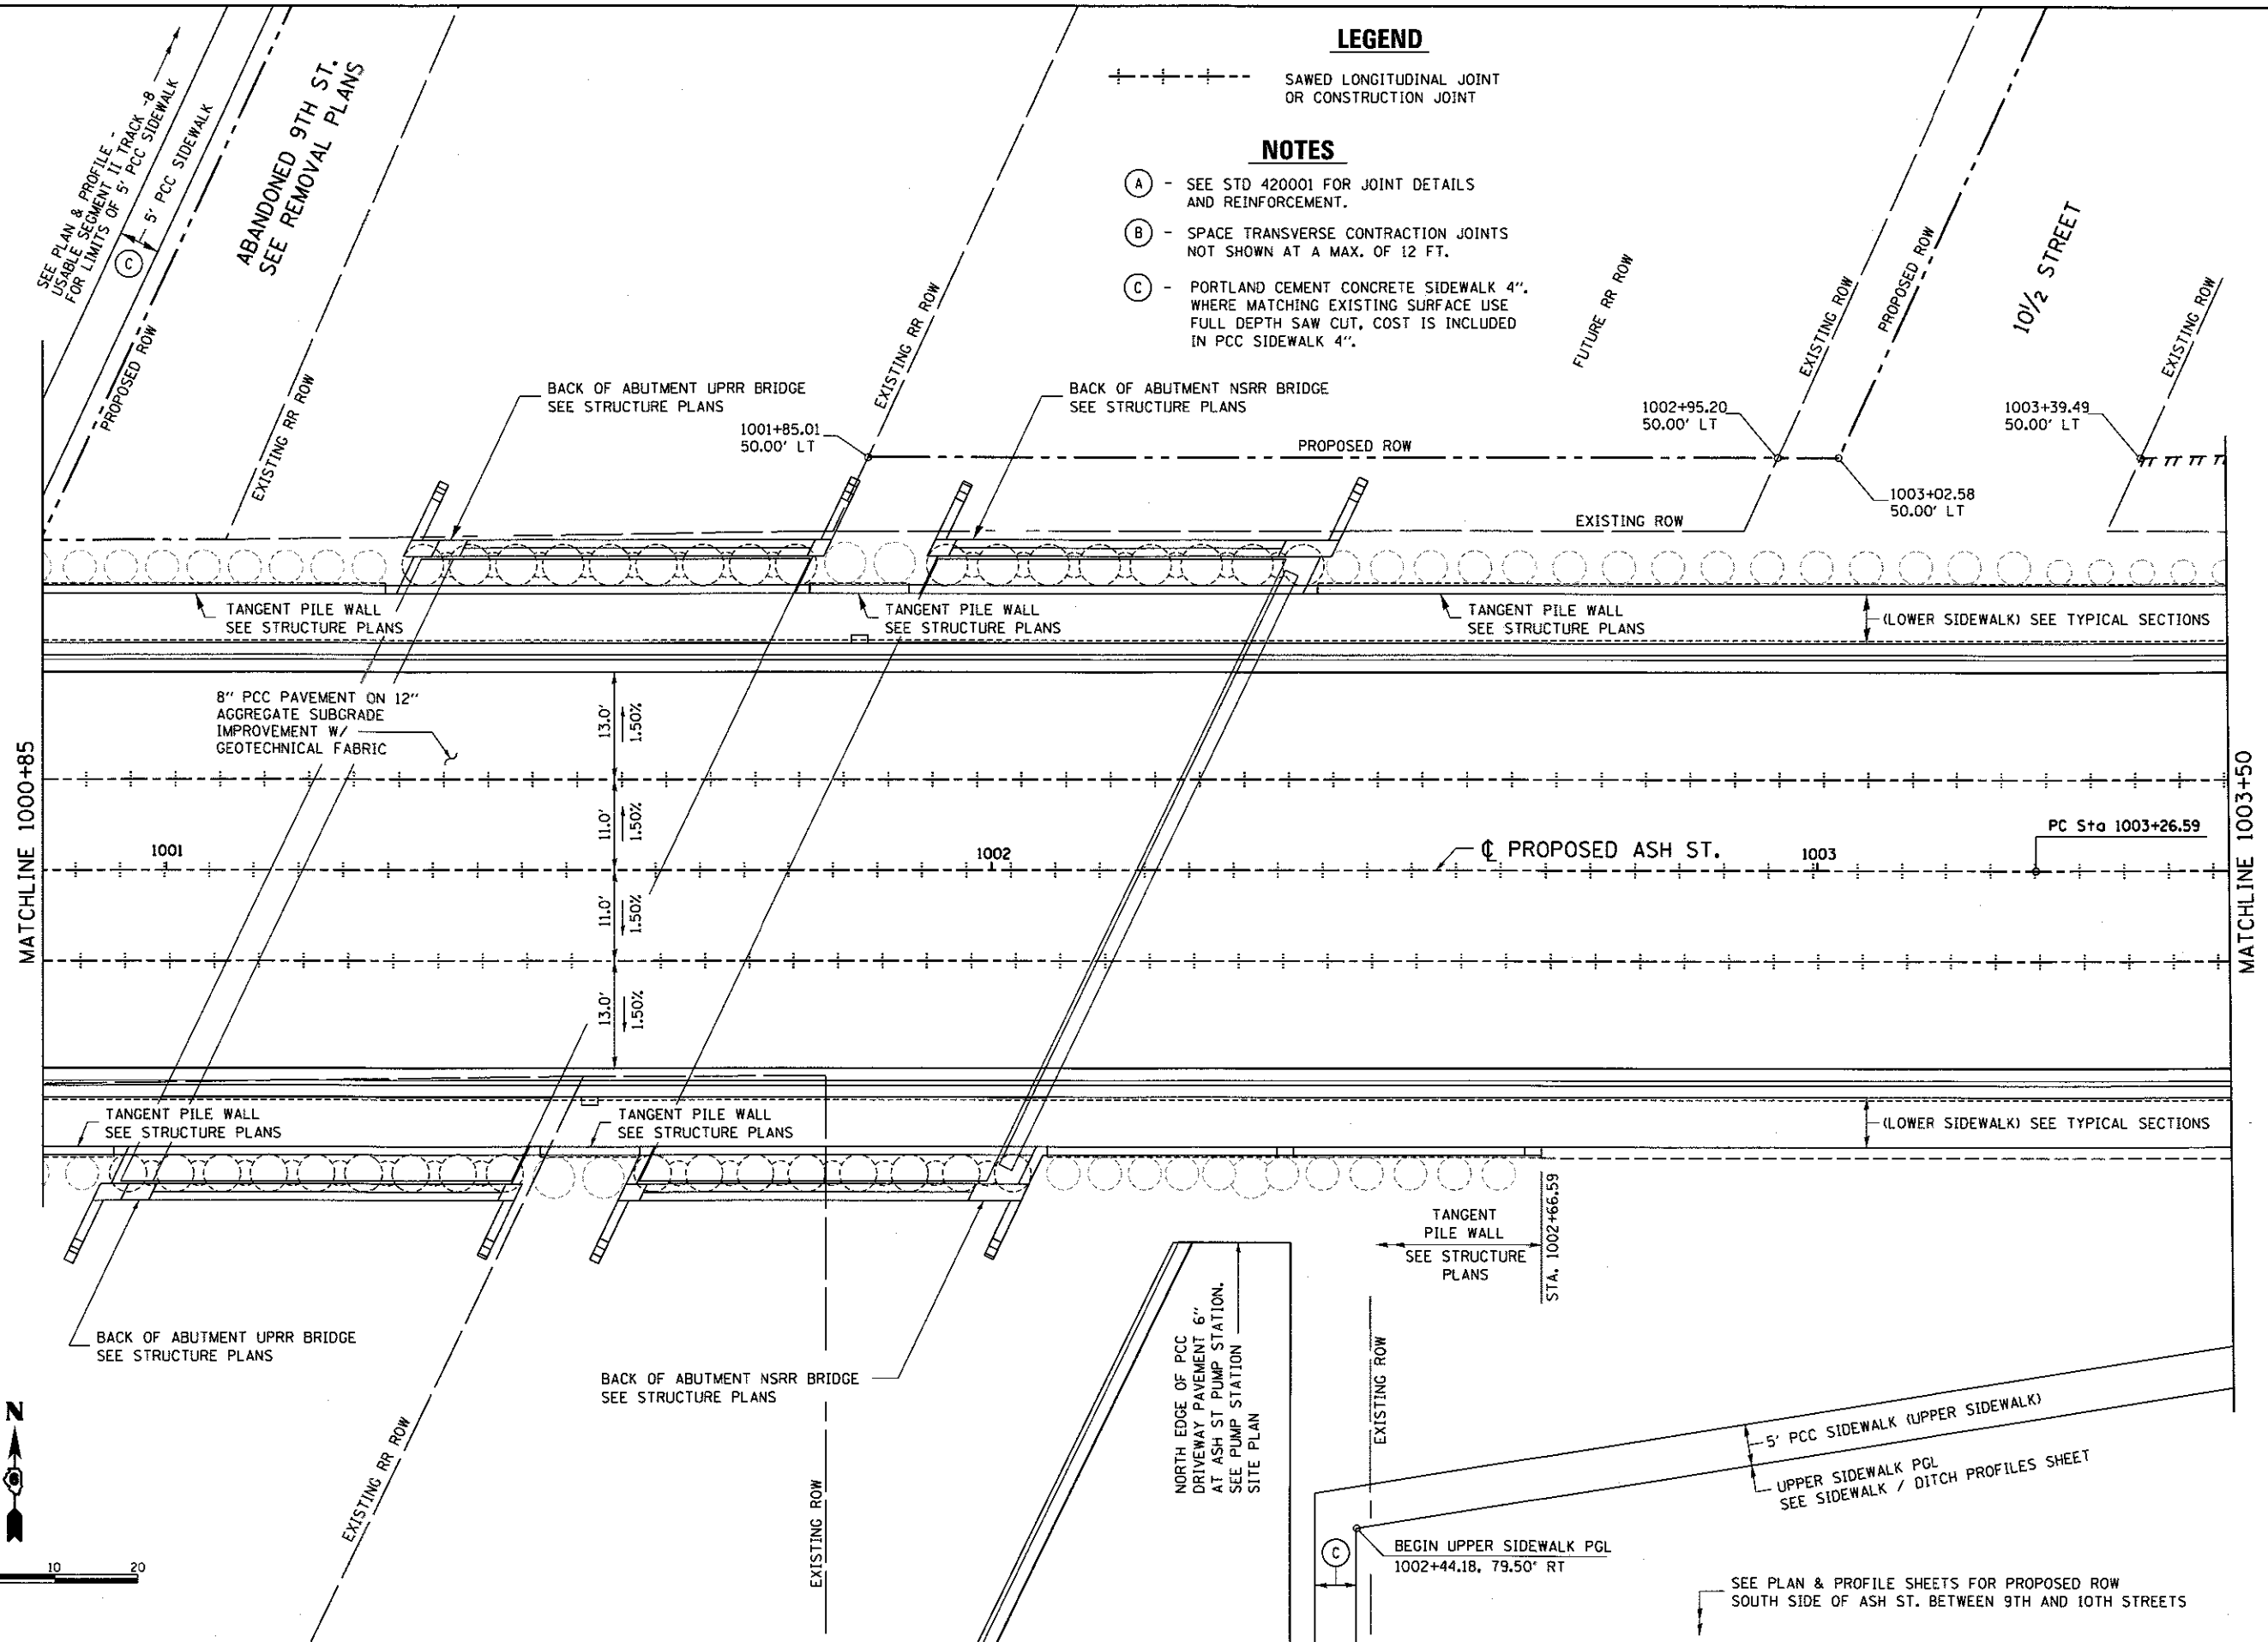 LEGEND
SAWED LONGITUDINAL JOINT
OR CONSTRUCTION JOINT
NOTES
A - SEE STD 420001 FOR JOINT DETAILS
AND REINFORCEMENT.
B - SPACE TRANSVERSE CONTRACTION JOINTS
NOT SHOWN AT A MAX. OF 12 FT.
C - PORTLAND CEMENT CONCRETE SIDEWALK 4".
WHERE MATCHING EXISTING SURFACE USE
FULL DEPTH SAW CUT, COST IS INCLUDED
IN PCC SIDEWALK 4".
SEE PLAN & PROFILE -
USABLE SEGMENT II TRACK -8
FOR LIMITS OF 5' PCC SIDEWALK
C
5' PCC SIDEWALK
ABANDONED 9TH ST.
SEE REMOVAL PLANS
PROPOSED ROW
EXISTING RR ROW
BACK OF ABUTMENT UPRR BRIDGE
SEE STRUCTURE PLANS
EXISTING RR ROW
1001+85.01
50.00' LT
BACK OF ABUTMENT NSRR BRIDGE
SEE STRUCTURE PLANS
PROPOSED ROW
FUTURE RR ROW
EXISTING ROW
PROPOSED ROW
10 1/2 STREET
EXISTING ROW
1002+95.20
50.00' LT
1003+39.49
50.00' LT
1003+02.58
50.00' LT
EXISTING ROW
TANGENT PILE WALL
SEE STRUCTURE PLANS
TANGENT PILE WALL
SEE STRUCTURE PLANS
TANGENT PILE WALL
SEE STRUCTURE PLANS
(LOWER SIDEWALK) SEE TYPICAL SECTIONS
8" PCC PAVEMENT ON 12"
AGGREGATE SUBGRADE
IMPROVEMENT W/
GEOTECHNICAL FABRIC
13.0'
1.50%
11.0'
1.50%
11.0'
1.50%
13.0'
1.50%
MATCHLINE 1000+85
1001
1002
℄ PROPOSED ASH ST.
1003
PC Sta 1003+26.59
MATCHLINE 1003+50
TANGENT PILE WALL
SEE STRUCTURE PLANS
TANGENT PILE WALL
SEE STRUCTURE PLANS
(LOWER SIDEWALK) SEE TYPICAL SECTIONS
TANGENT
PILE WALL
SEE STRUCTURE
PLANS
STA. 1002+66.59
BACK OF ABUTMENT UPRR BRIDGE
SEE STRUCTURE PLANS
BACK OF ABUTMENT NSRR BRIDGE
SEE STRUCTURE PLANS
NORTH EDGE OF PCC
DRIVEWAY PAVEMENT 6"
AT ASH ST PUMP STATION.
SEE PUMP STATION
SITE PLAN
EXISTING ROW
EXISTING RR ROW
EXISTING ROW
5' PCC SIDEWALK (UPPER SIDEWALK)
UPPER SIDEWALK PGL
SEE SIDEWALK / DITCH PROFILES SHEET
C
BEGIN UPPER SIDEWALK PGL
1002+44.18, 79.50' RT
SEE PLAN & PROFILE SHEETS FOR PROPOSED ROW
SOUTH SIDE OF ASH ST. BETWEEN 9TH AND 10TH STREETS
N
10 20